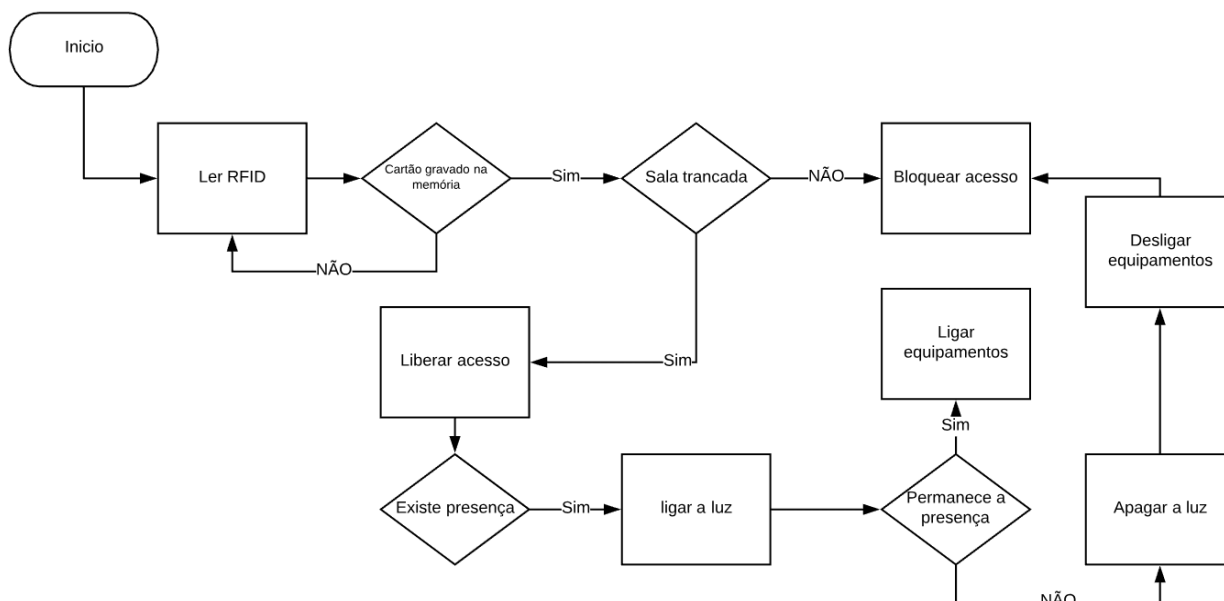 Inicio
Ler RFID
Cartão gravado na
memória
Sim
Sala trancada
NÃO
Bloquear acesso
NÃO
Desligar
equipamentos
Liberar acesso
Sim
Ligar
equipamentos
Sim
Existe presença
Sim
ligar a luz
Permanece a
presença
Apagar a luz
NÃO